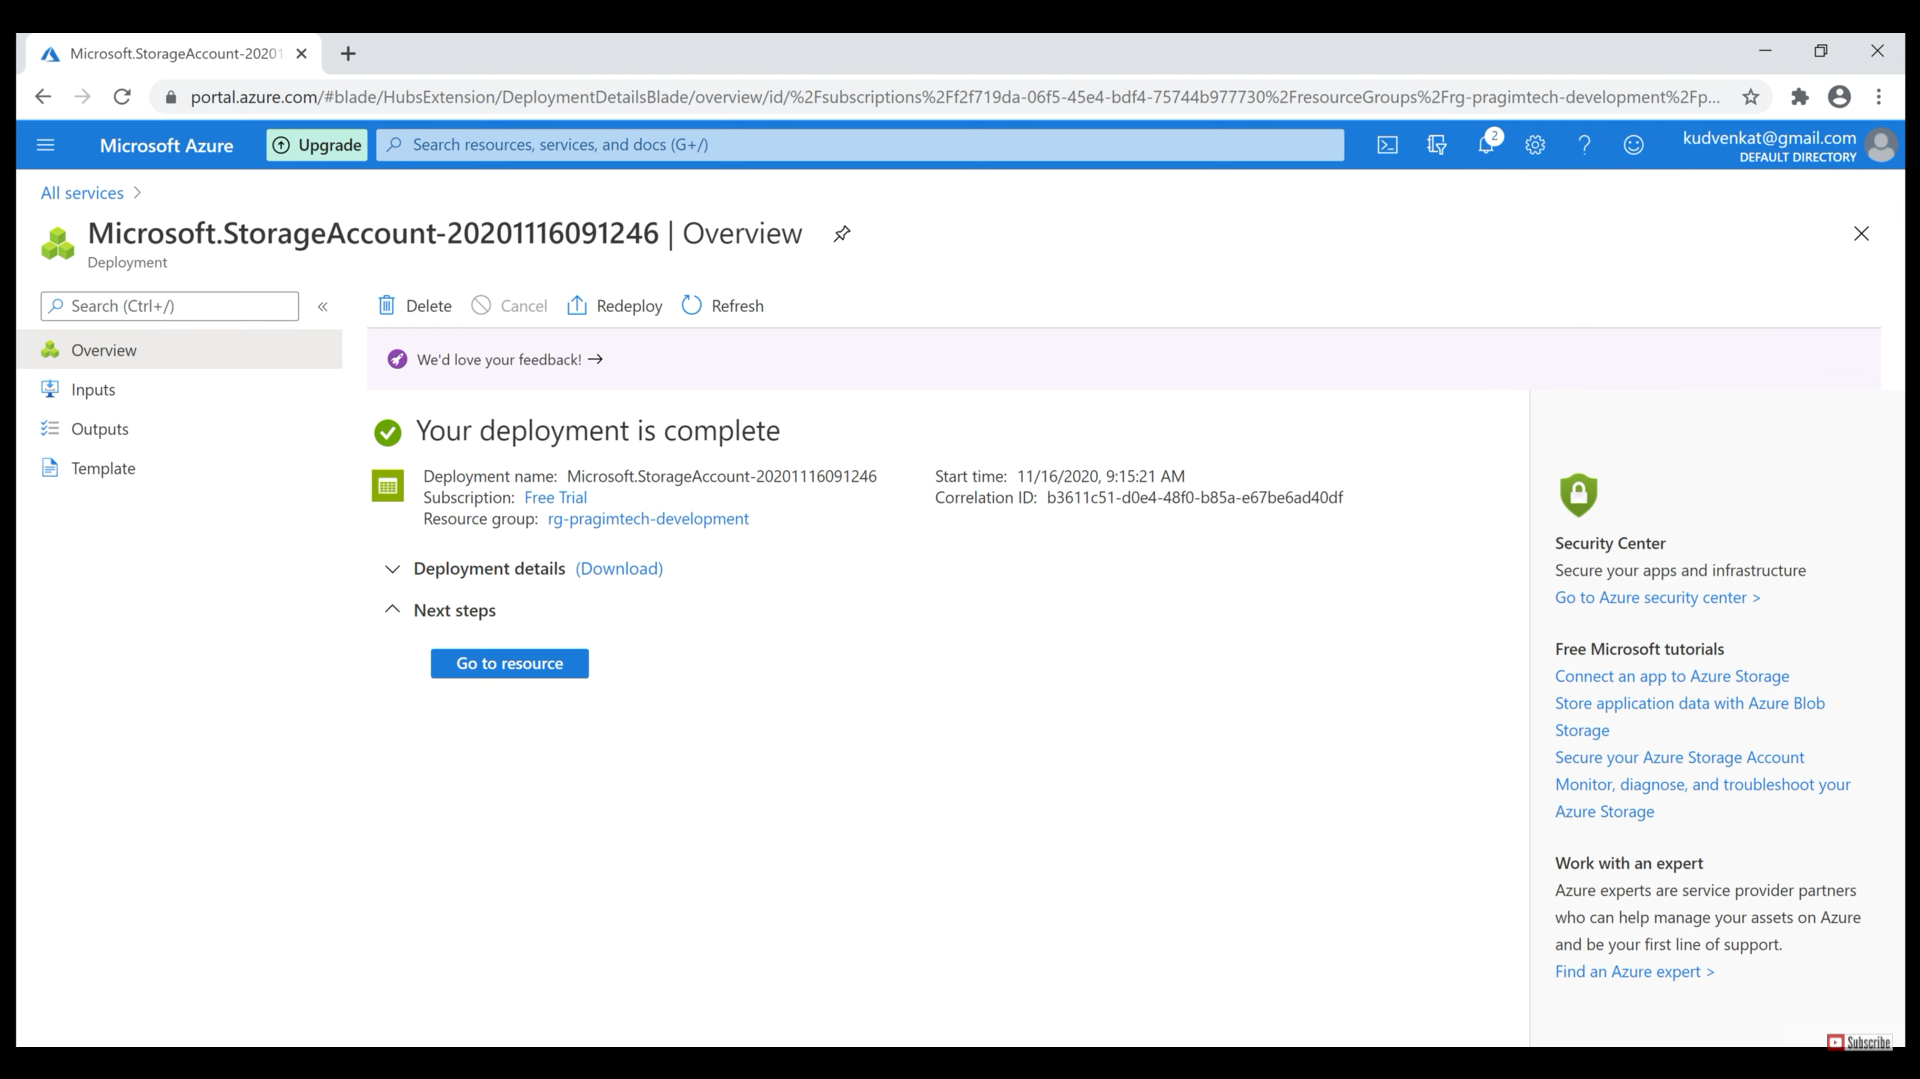 Microsoft.StorageAccount-20201
portal.azure.com/#blade/HubsExtension/DeploymentDetailsBlade/overview/id/%2Fsubscriptions%2Ff2f719da-06f5-45e4-bdf4-75744b977730%2FresourceGroups%2Frg-pragimtech-development%2Fp...
Microsoft Azure
Upgrade
Search resources, services, and docs (G+/)
2
kudvenkat@gmail.com
DEFAULT DIRECTORY
All services
Microsoft.StorageAccount-20201116091246 | Overview
Deployment
Search (Ctrl+/)
«
Delete
Cancel
Redeploy
Refresh
Overview
Inputs
Outputs
Template
We'd love your feedback! →
Your deployment is complete
Deployment name: Microsoft.StorageAccount-20201116091246
Subscription: Free Trial
Resource group: rg-pragimtech-development
Start time: 11/16/2020, 9:15:21 AM
Correlation ID: b3611c51-d0e4-48f0-b85a-e67be6ad40df
Deployment details (Download)
Next steps
Go to resource
Security Center
Secure your apps and infrastructure
Go to Azure security center >
Free Microsoft tutorials
Connect an app to Azure Storage
Store application data with Azure Blob
Storage
Secure your Azure Storage Account
Monitor, diagnose, and troubleshoot your
Azure Storage
Work with an expert
Azure experts are service provider partners
who can help manage your assets on Azure
and be your first line of support.
Find an Azure expert >
Subscribe